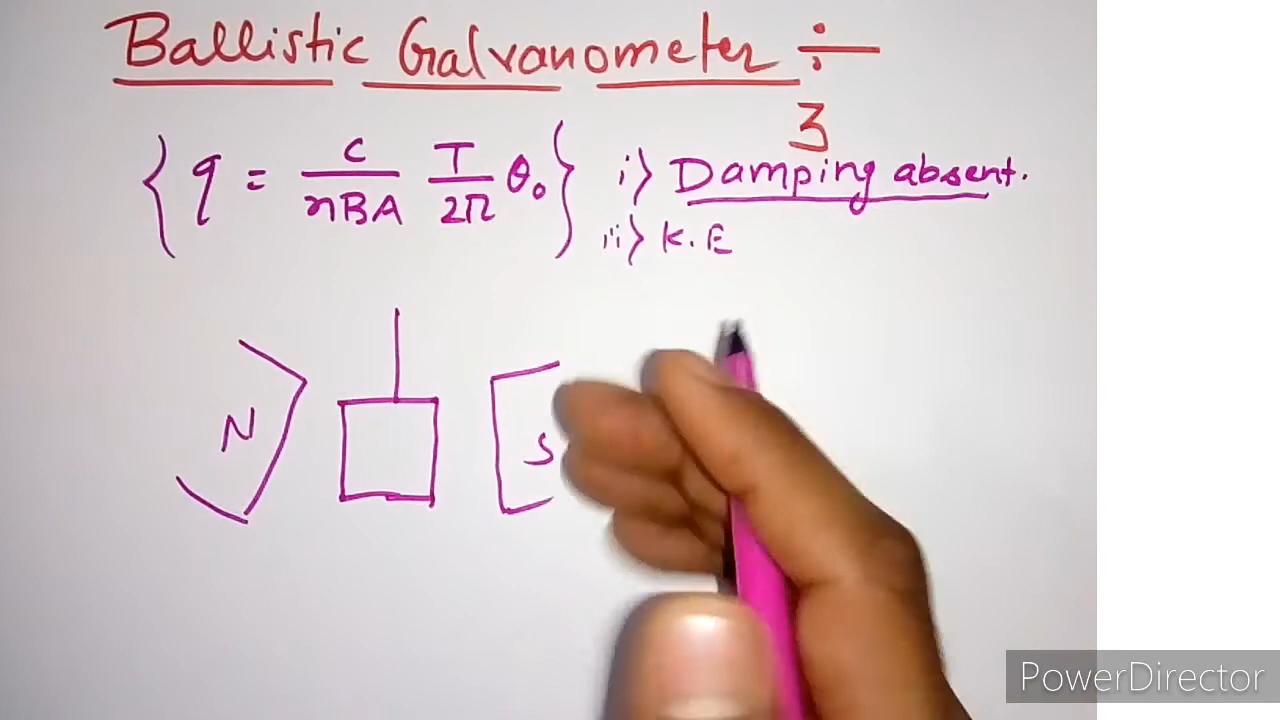 Ballistic Galvanometer ÷
3
{ q = c/nBA T/2π θ₀ } i) Damping absent.
ii) K.E
N S
PowerDirector